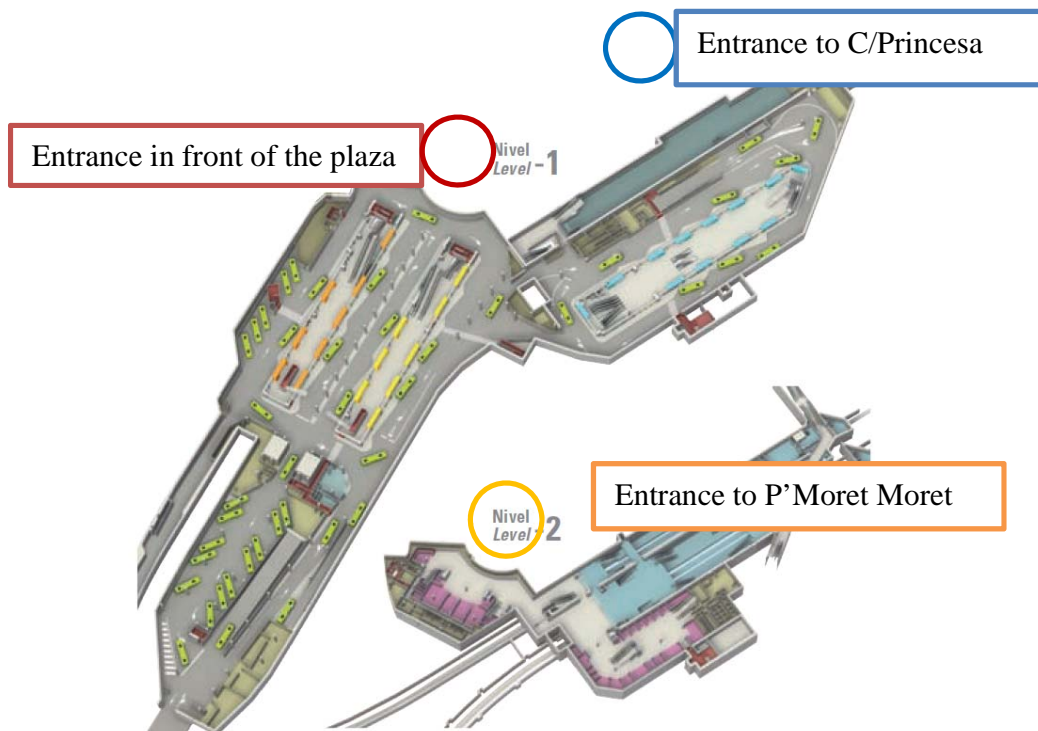 Entrance to C/Princesa
Entrance in front of the plaza
Nivel
Level -1
Entrance to P’Moret Moret
Nivel
Level -2